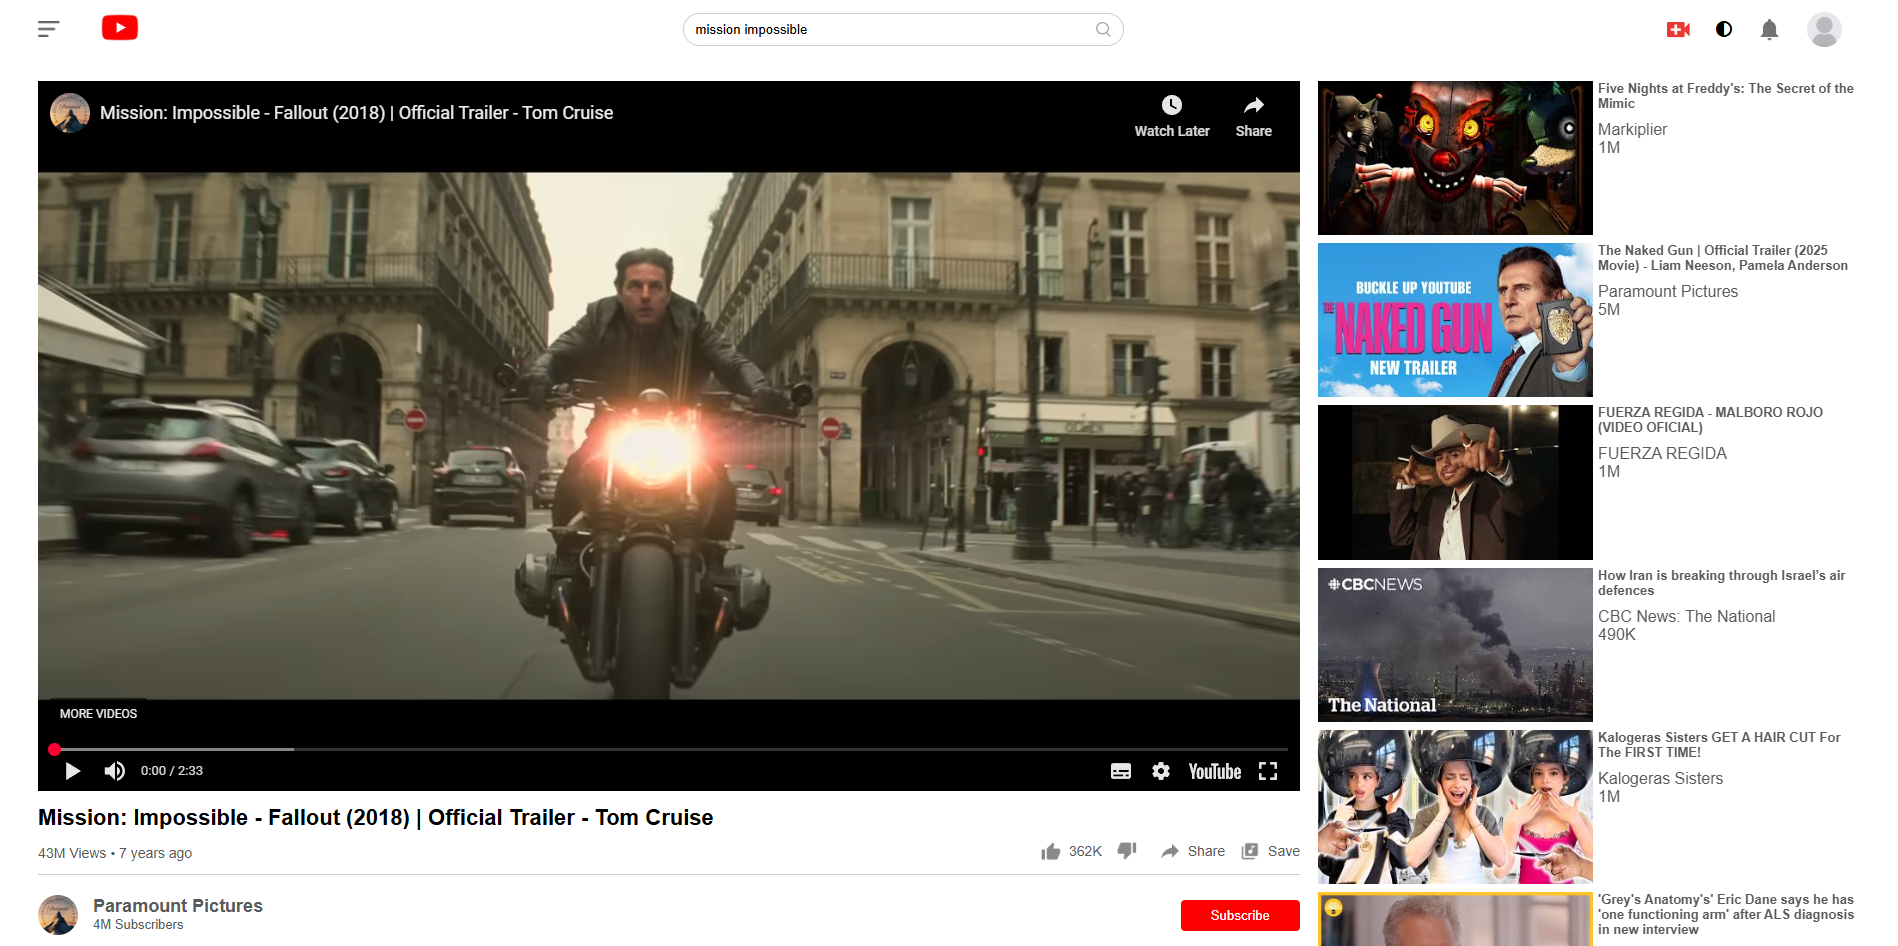 mission impossible
Mission: Impossible - Fallout (2018) | Official Trailer - Tom Cruise
Watch Later
Share
MORE VIDEOS
0:00 / 2:33
YouTube
Mission: Impossible - Fallout (2018) | Official Trailer - Tom Cruise
43M Views • 7 years ago
362K
Share
Save
Paramount Pictures
4M Subscribers
Subscribe
Five Nights at Freddy's: The Secret of the
Mimic
Markiplier
1M
BUCKLE UP YOUTUBE
THE
NAKED GUN
NEW TRAILER
The Naked Gun | Official Trailer (2025
Movie) - Liam Neeson, Pamela Anderson
Paramount Pictures
5M
FUERZA REGIDA - MALBORO ROJO
(VIDEO OFICIAL)
FUERZA REGIDA
1M
CBCNEWS
The National
How Iran is breaking through Israel's air
defences
CBC News: The National
490K
Kalogeras Sisters GET A HAIR CUT For
The FIRST TIME!
Kalogeras Sisters
1M
'Grey's Anatomy's' Eric Dane says he has
'one functioning arm' after ALS diagnosis
in new interview